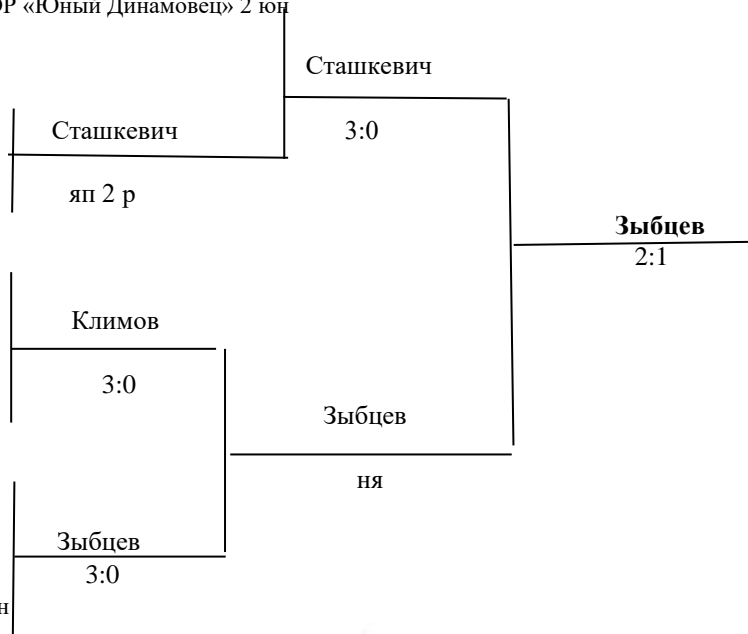 ОР «Юный Динамовец» 2 юн
Сташкевич
Сташкевич
3:0
яп 2 р
Зыбцев
2:1
Климов
3:0
Зыбцев
ня
Зыбцев
3:0
н